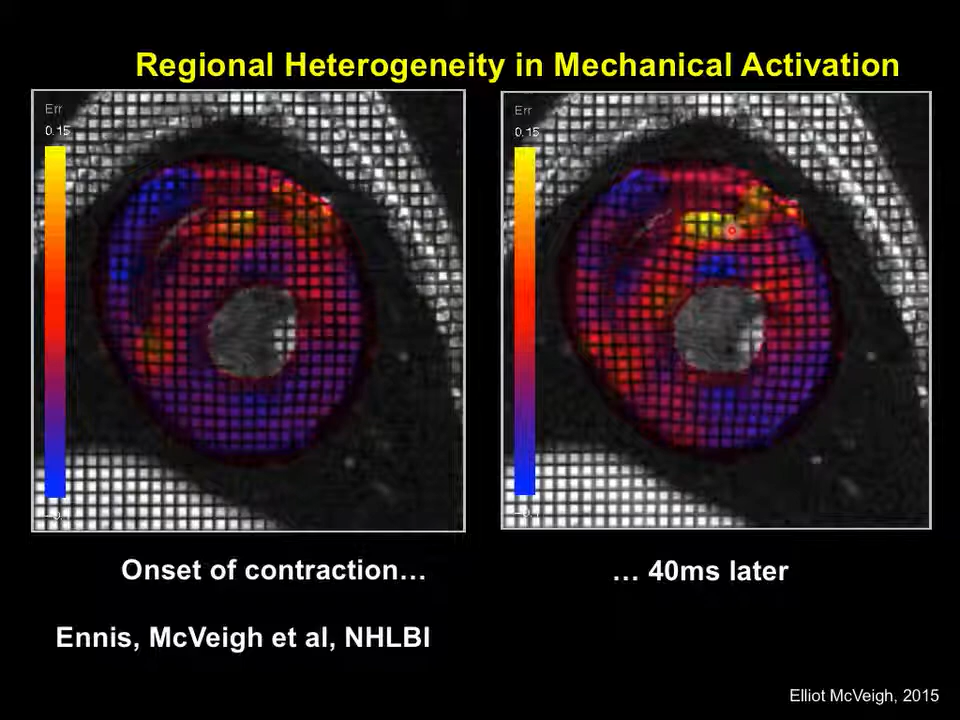 Regional Heterogeneity in Mechanical Activation
Err
0.15
Err
0.15
Onset of contraction…
… 40ms later
Ennis, McVeigh et al, NHLBI
Elliot McVeigh, 2015